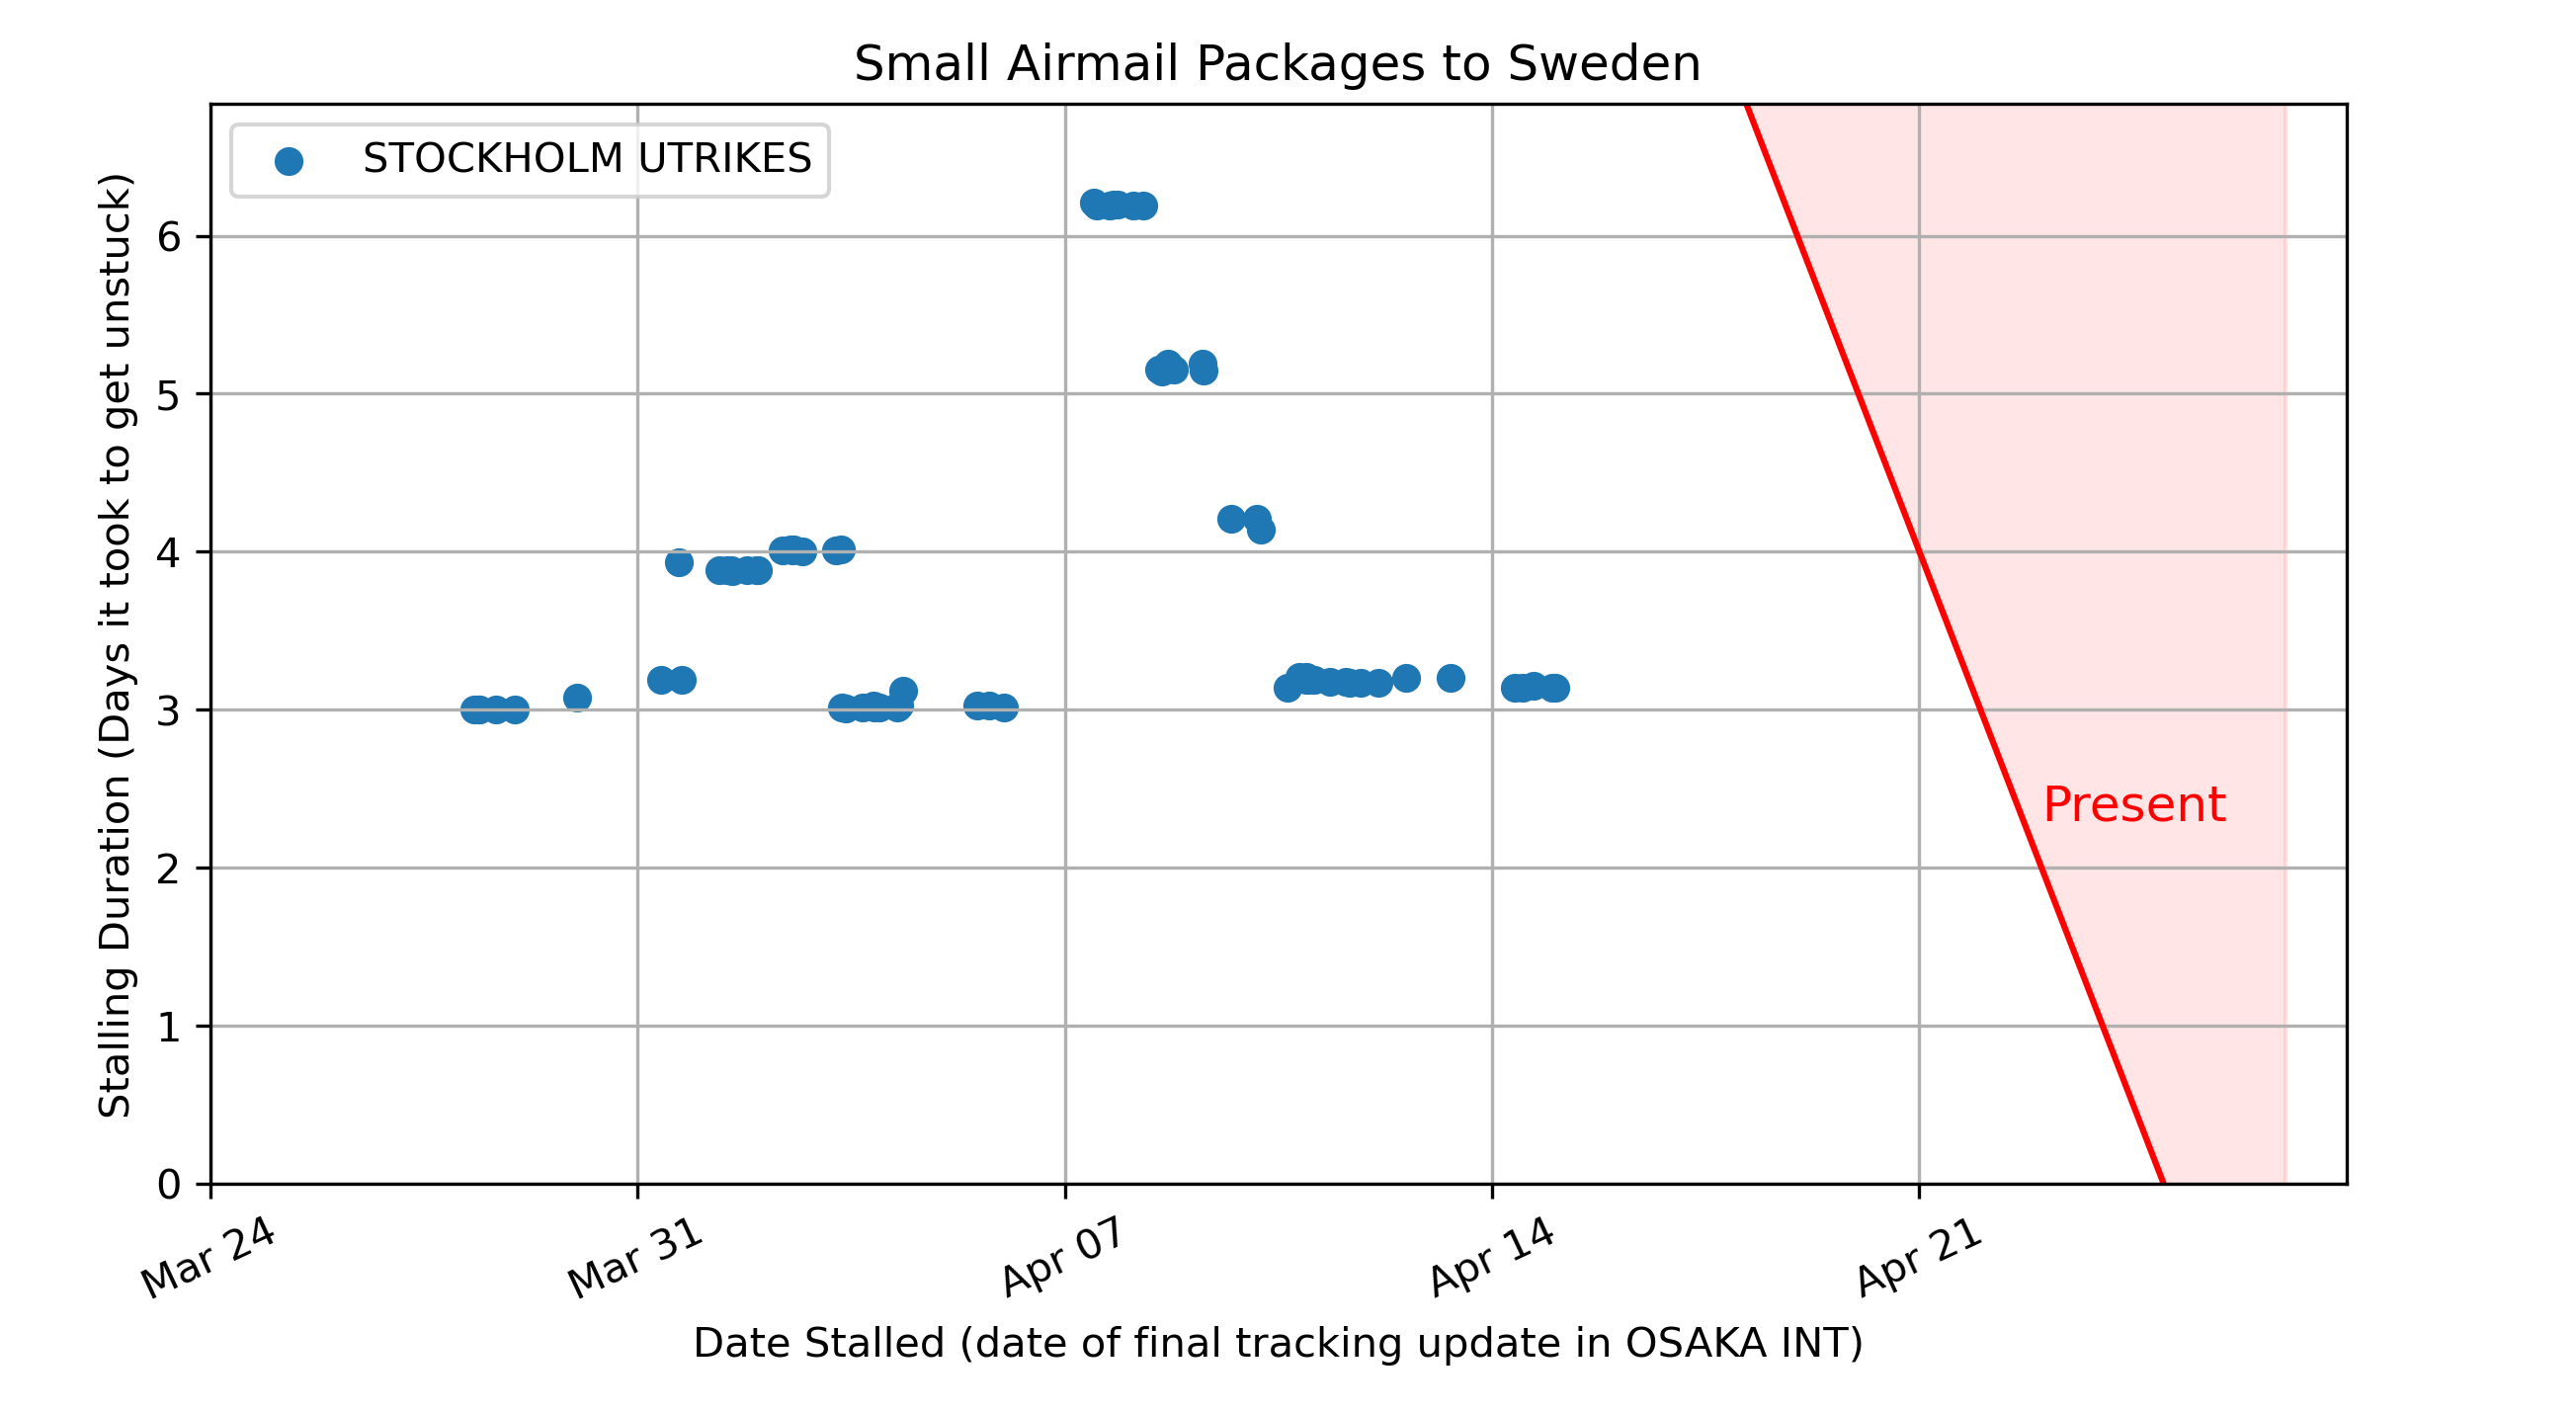 Small Airmail Packages to Sweden
STOCKHOLM UTRIKES
Stalling Duration (Days it took to get unstuck)
6
5
4
3
2
1
0
Present
Mar 24
Mar 31
Apr 07
Apr 14
Apr 21
Date Stalled (date of final tracking update in OSAKA INT)